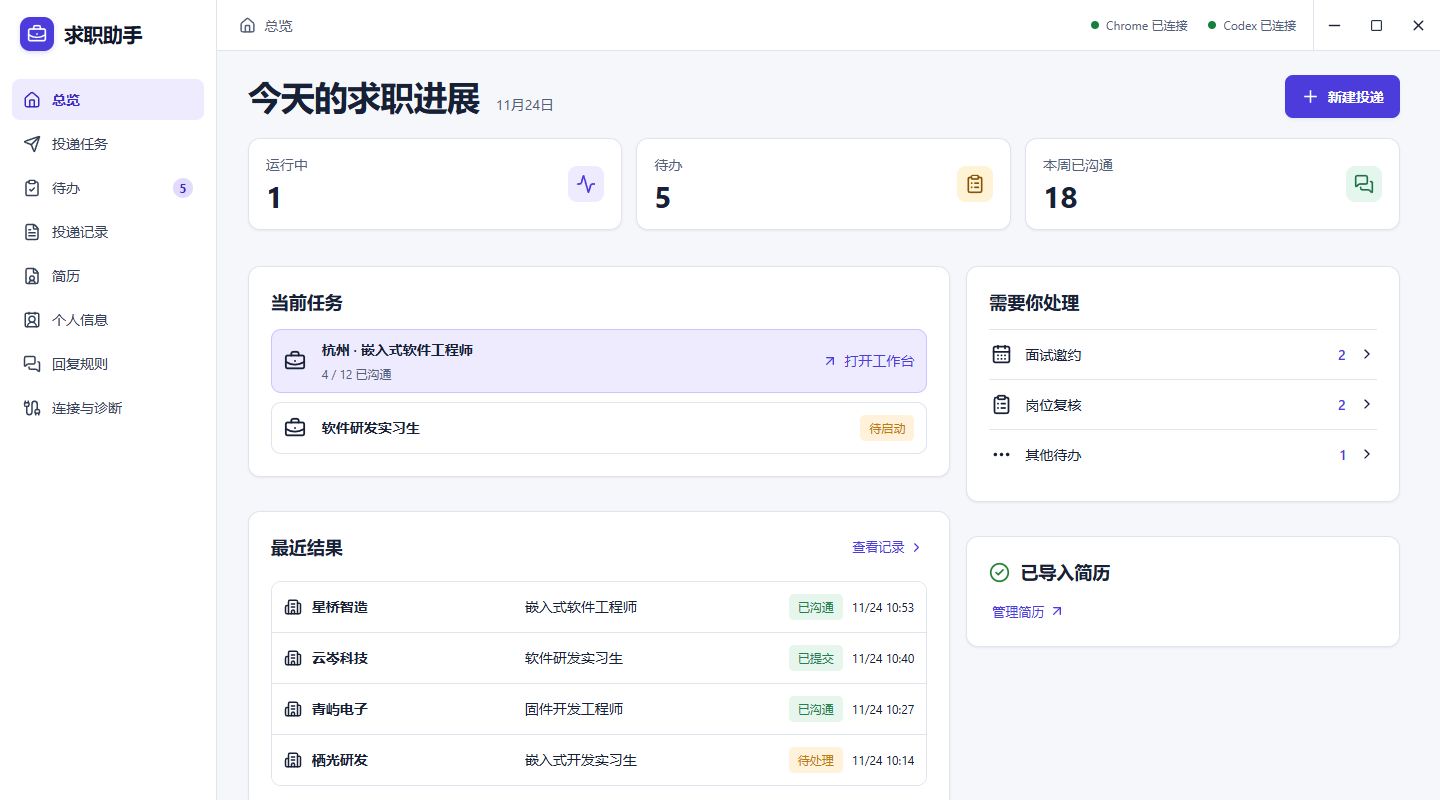 求职助手
总览
投递任务
待办 5
投递记录
简历
个人信息
回复规则
连接与诊断
总览
Chrome 已连接
Codex 已连接
今天的求职进展 11月24日
新建投递
运行中
1
待办
5
本周已沟通
18
当前任务
杭州 · 嵌入式软件工程师
4 / 12 已沟通
打开工作台
软件研发实习生 待启动
需要你处理
面试邀约 2
岗位复核 2
其他待办 1
最近结果 查看记录
星桥智造 嵌入式软件工程师 已沟通 11/24 10:53
云岑科技 软件研发实习生 已提交 11/24 10:40
青屿电子 固件开发工程师 已沟通 11/24 10:27
栖光研发 嵌入式开发实习生 待处理 11/24 10:14
已导入简历
管理简历